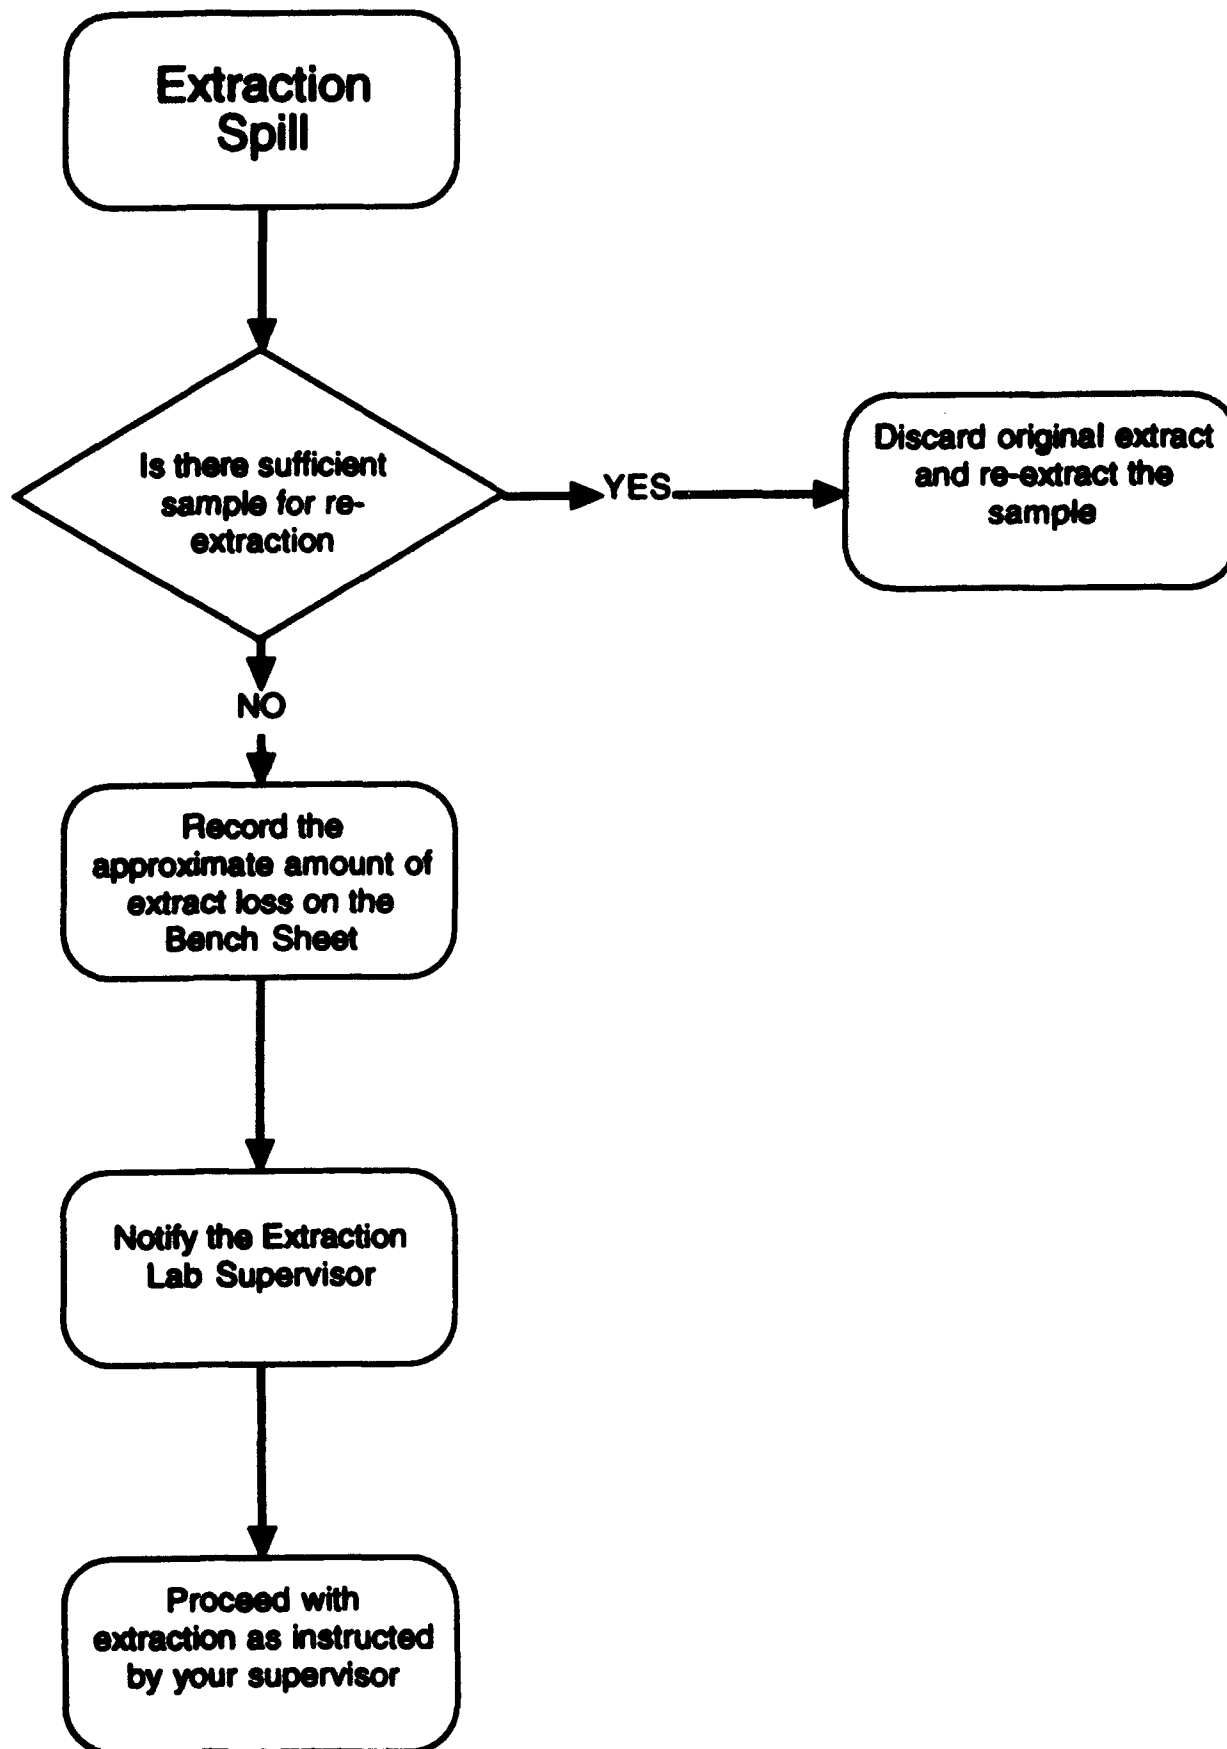 Extraction
Spill
Is there sufficient
sample for re-
extraction
YES
Discard original extract
and re-extract the
sample
NO
Record the
approximate amount of
extract loss on the
Bench Sheet
Notify the Extraction
Lab Supervisor
Proceed with
extraction as instructed
by your supervisor